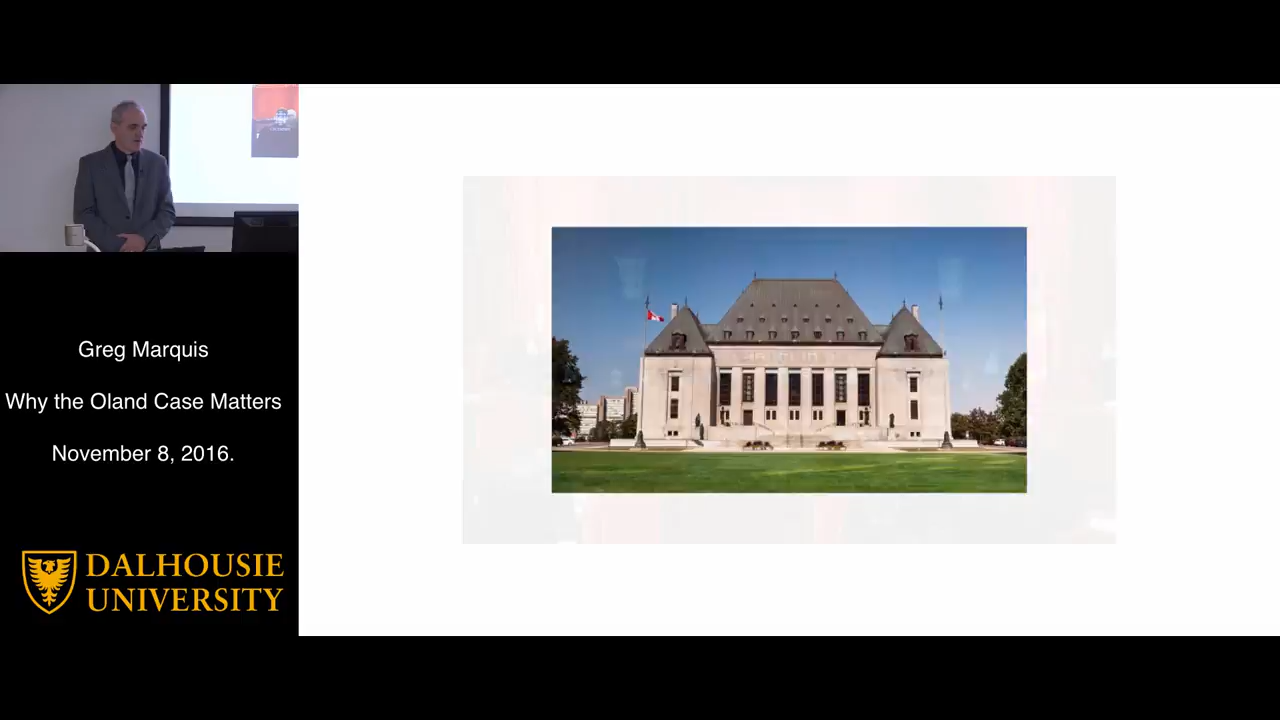 Greg Marquis
Why the Oland Case Matters
November 8, 2016.
DALHOUSIE
UNIVERSITY